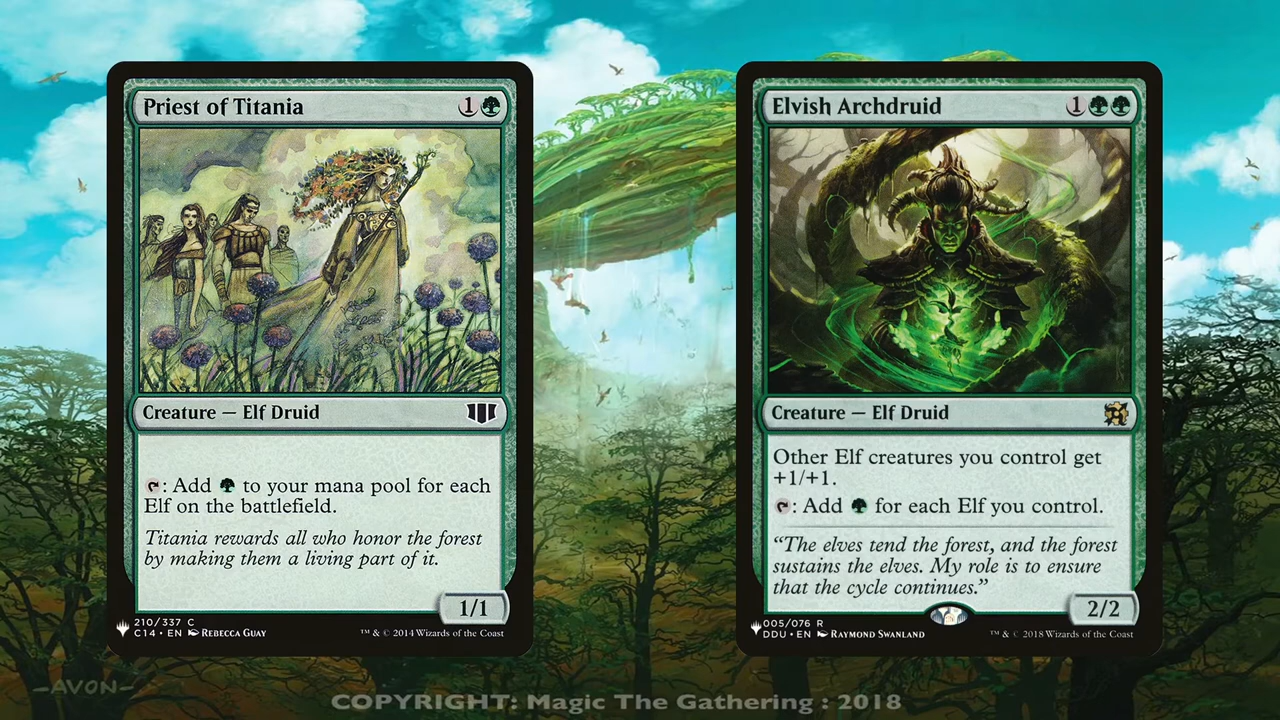 Priest of Titania 1
Creature — Elf Druid
: Add to your mana pool for each
Elf on the battlefield.
Titania rewards all who honor the forest
by making them a living part of it.
1/1
210/337 C
C14 • EN Rebecca Guay
™ & © 2014 Wizards of the Coast
Elvish Archdruid 1
Creature — Elf Druid
Other Elf creatures you control get
+1/+1.
: Add for each Elf you control.
“The elves tend the forest, and the forest
sustains the elves. My role is to ensure
that the cycle continues.”
2/2
005/076 R
DDU • EN Raymond Swanland
™ & © 2018 Wizards of the Coast
–AVON–
COPYRIGHT: Magic The Gathering : 2018